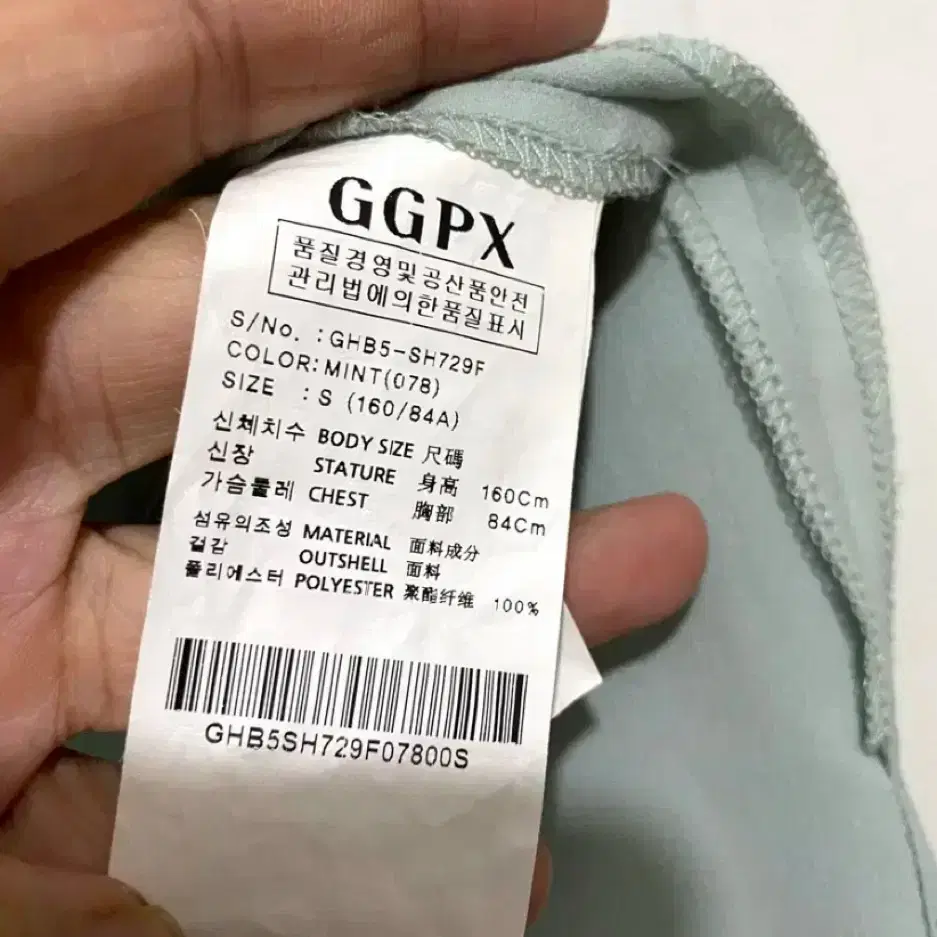 GGPX
품질경영및공산품안전
관리법에의한품질표시
S/No. : GHB5-SH729F
COLOR: MINT(078)
SIZE : S (160/84A)
신체치수 BODY SIZE 尺碼
신장 STATURE 身高 160Cm
가슴둘레 CHEST 胸部 84Cm
섬유의조성 MATERIAL 面料成分
겉감 OUTSHELL 面料
폴리에스터 POLYESTER 聚酯纤维 100%
GHB5SH729F07800S